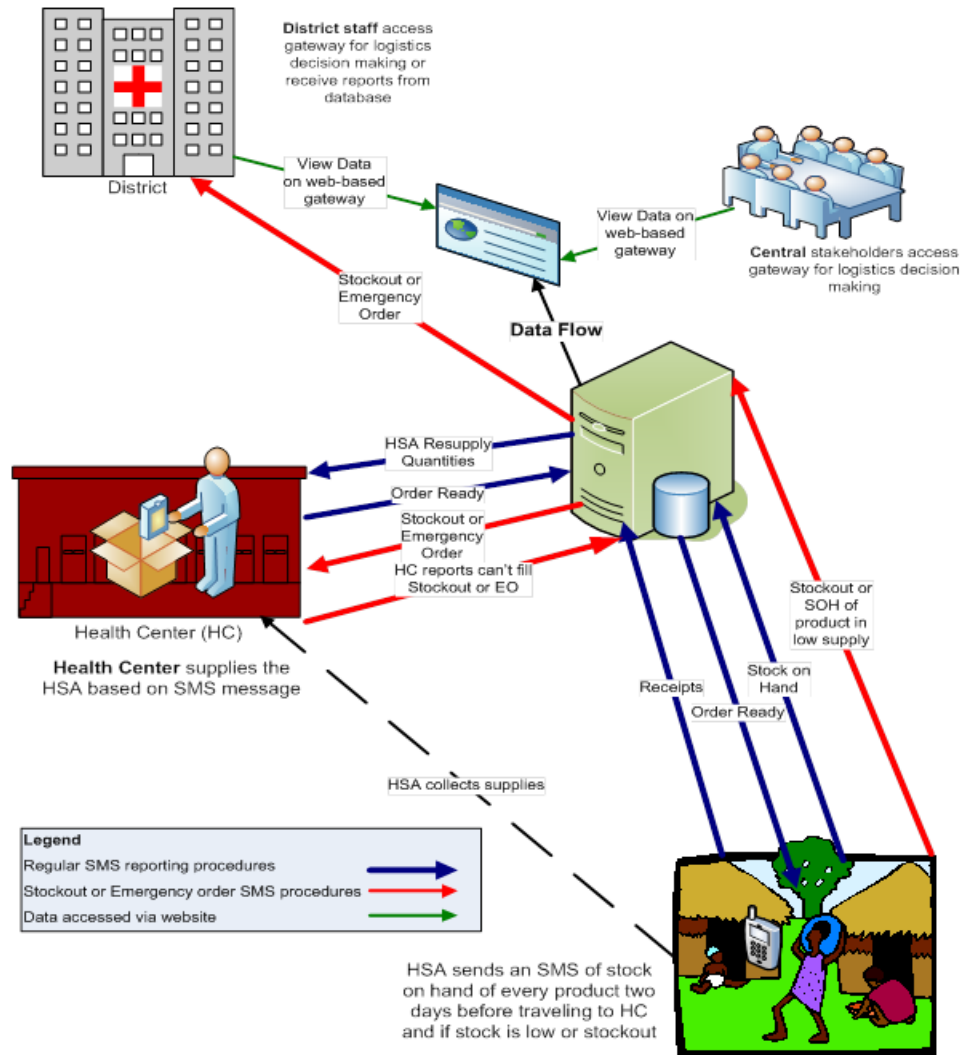 District staff access
gateway for logistics
decision making or
receive reports from
database
District
View Data
on web-based
gateway
View Data on
web-based
gateway
Central stakeholders access
gateway for logistics decision
making
Stockout or
Emergency
Order
Data Flow
HSA Resupply
Quantities
Order Ready
Stockout or
Emergency
Order
HC reports can't fill
Stockout or EO
Health Center (HC)
Health Center supplies the
HSA based on SMS message
Stockout or
SOH of
product in
low supply
Stock on
Hand
Receipts
Order Ready
HSA collects supplies
Legend
Regular SMS reporting procedures
Stockout or Emergency order SMS procedures
Data accessed via website
HSA sends an SMS of stock
on hand of every product two
days before traveling to HC
and if stock is low or stockout